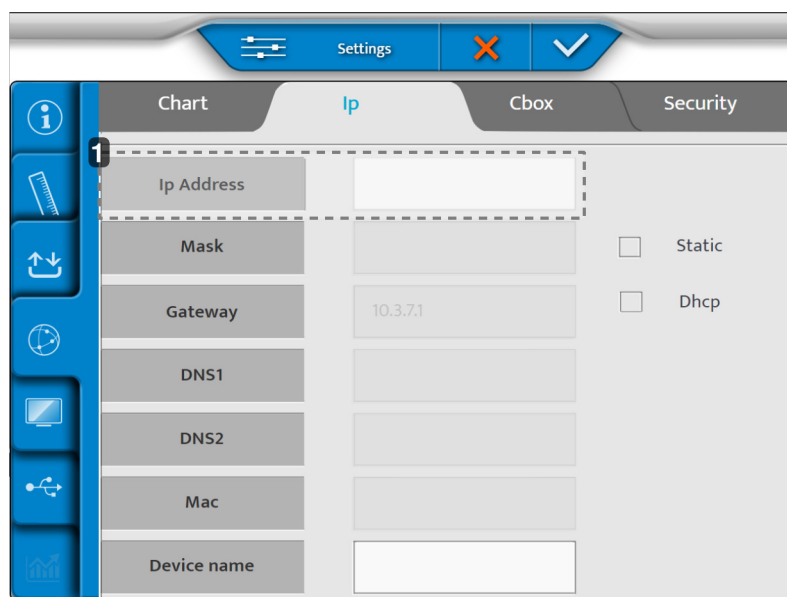 Settings
Chart Ip Cbox Security
1
Ip Address
Mask Static
Gateway 10.3.7.1 Dhcp
DNS1
DNS2
Mac
Device name